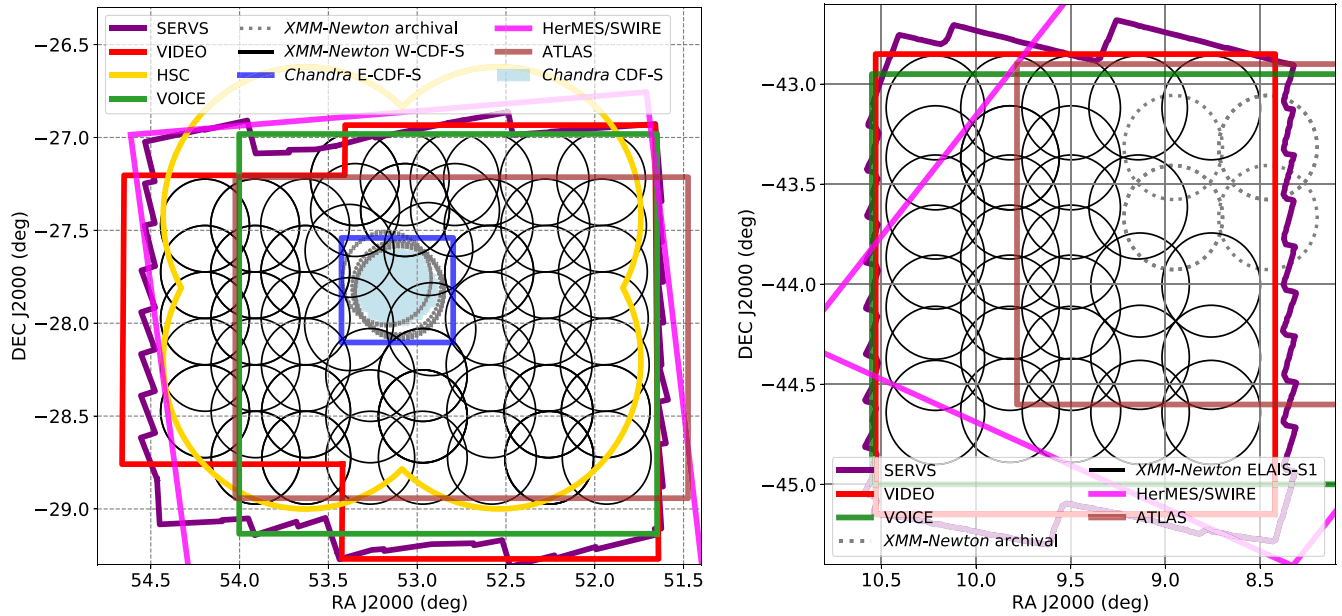 SERVS
VIDEO
HSC
VOICE
XMM-Newton archival
XMM-Newton W-CDF-S
Chandra E-CDF-S
HerMES/SWIRE
ATLAS
Chandra CDF-S
DEC J2000 (deg)
−26.5
−27.0
−27.5
−28.0
−28.5
−29.0
54.5 54.0 53.5 53.0 52.5 52.0 51.5
RA J2000 (deg)
DEC J2000 (deg)
−43.0
−43.5
−44.0
−44.5
−45.0
SERVS
VIDEO
VOICE
XMM-Newton archival
XMM-Newton ELAIS-S1
HerMES/SWIRE
ATLAS
10.5 10.0 9.5 9.0 8.5
RA J2000 (deg)